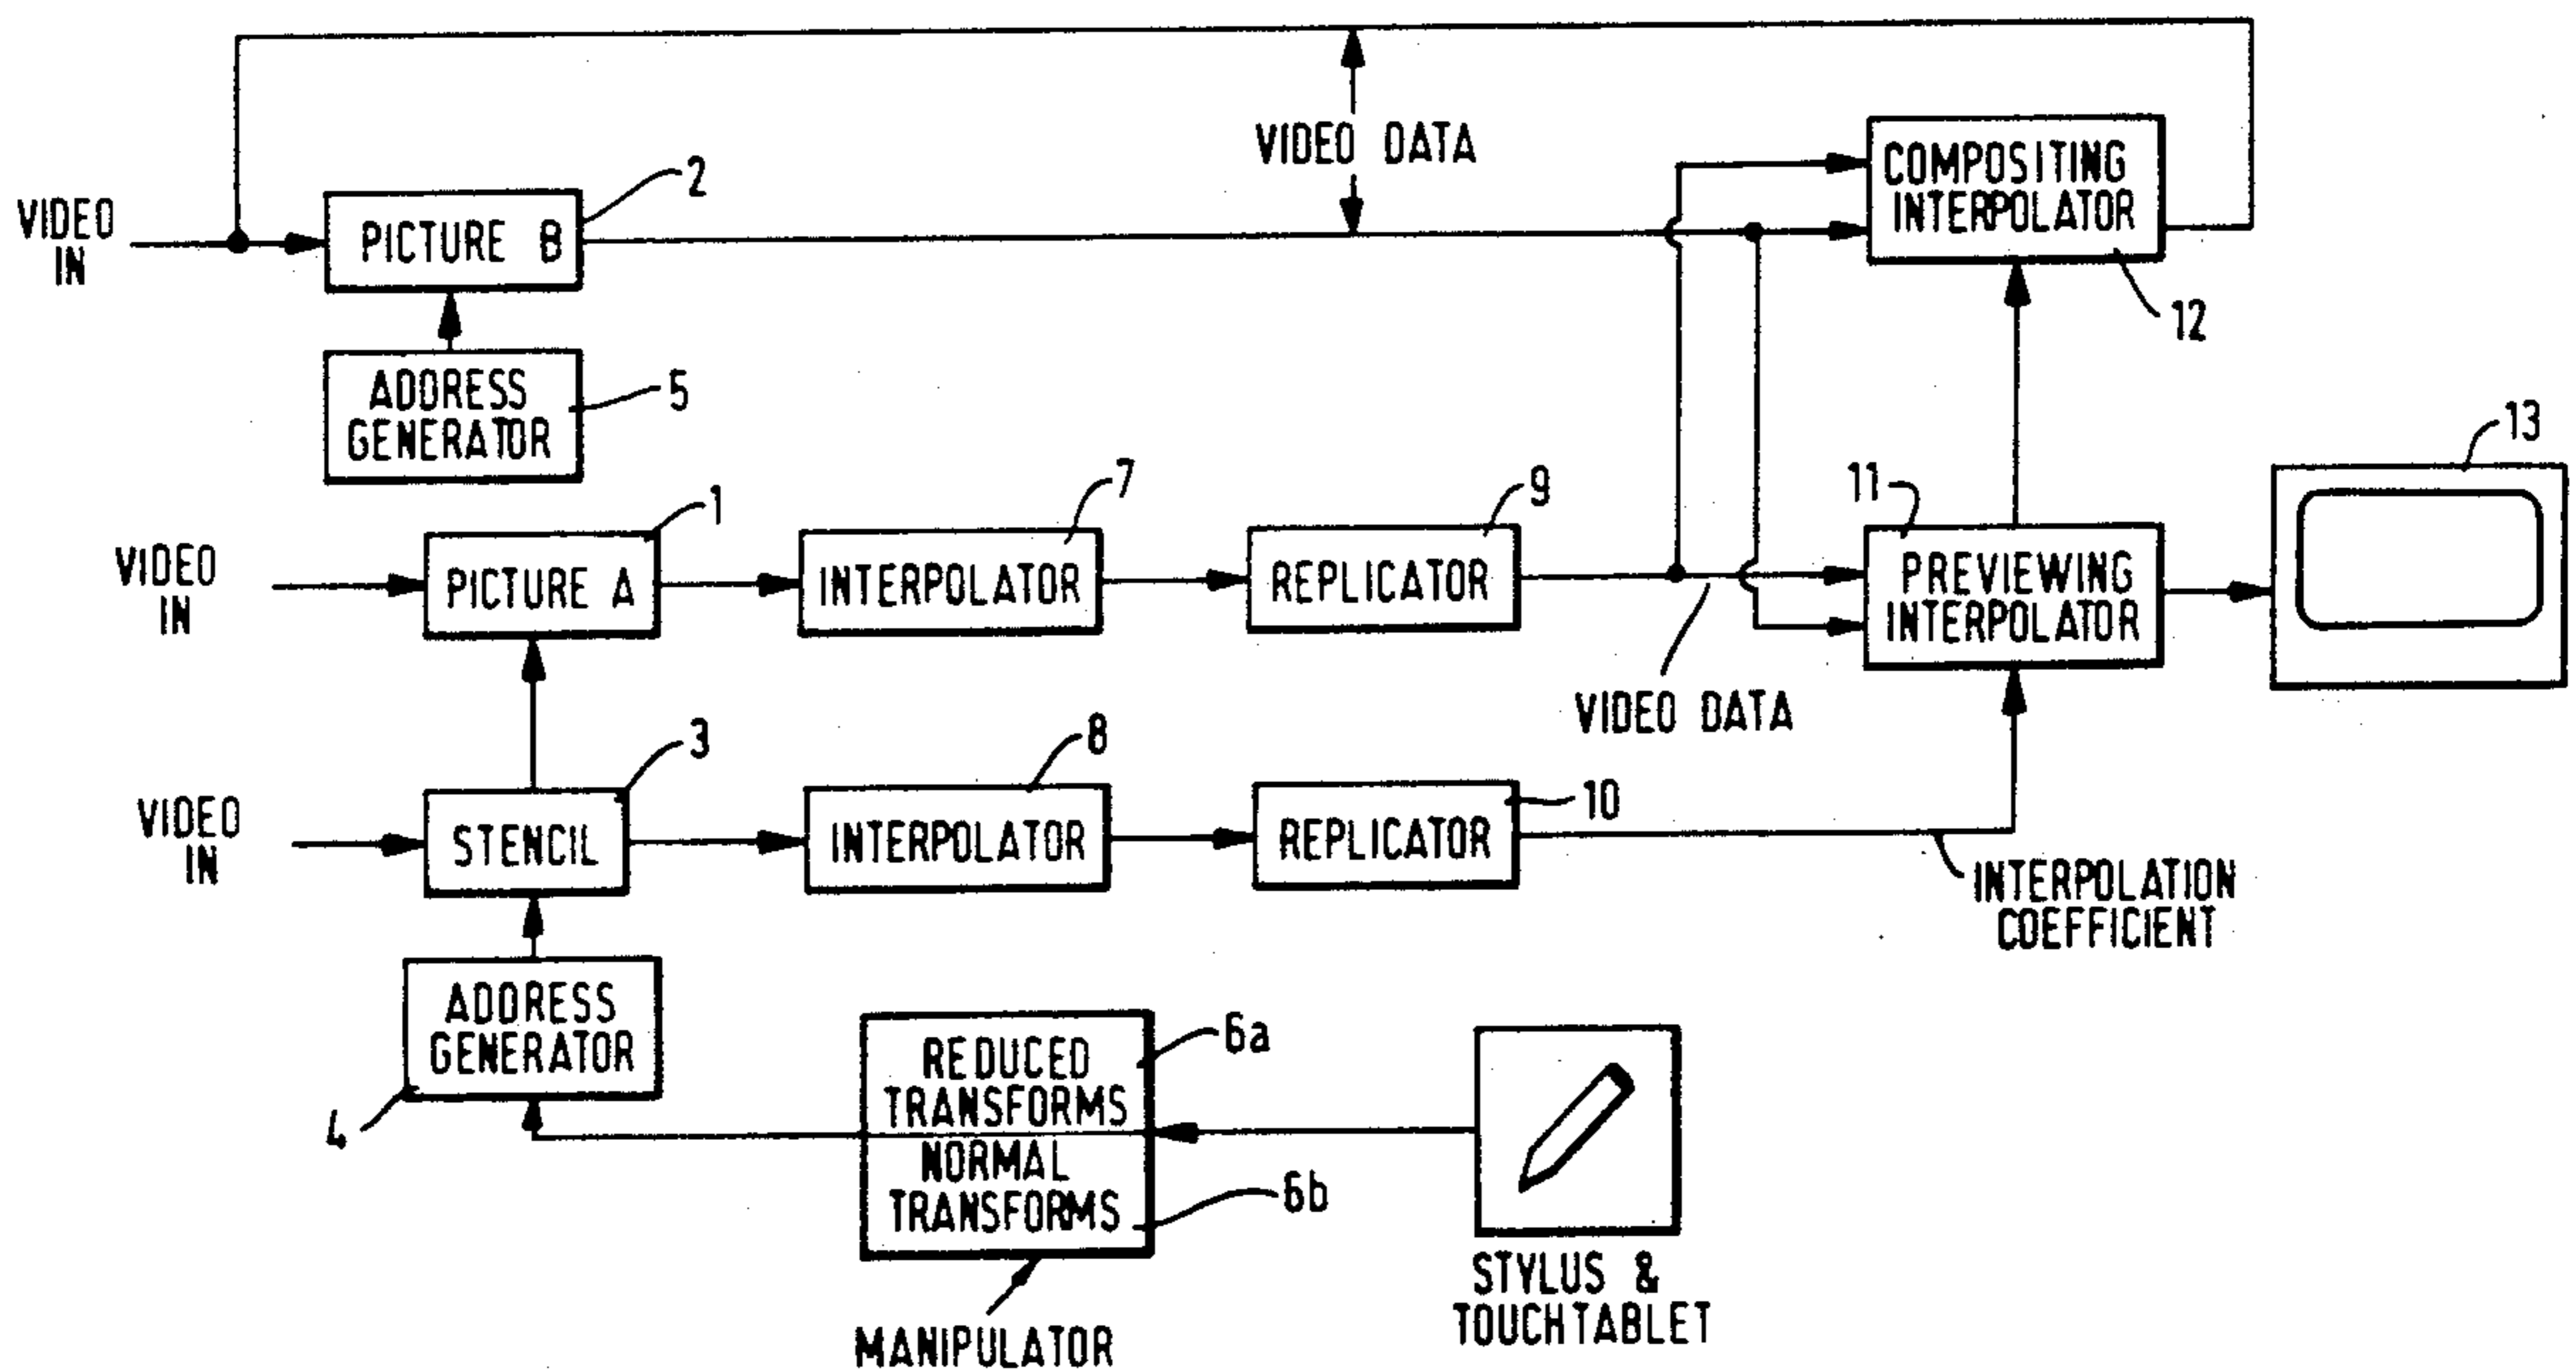 VIDEO DATA
COMPOSITING
INTERPOLATOR
12
VIDEO
IN
PICTURE B
2
ADDRESS
GENERATOR
5
13
VIDEO
IN
PICTURE A
1
INTERPOLATOR
7
REPLICATOR
9
11
PREVIEWING
INTERPOLATOR
VIDEO DATA
VIDEO
IN
STENCIL
3
INTERPOLATOR
8
REPLICATOR
10
INTERPOLATION
COEFFICIENT
ADDRESS
GENERATOR
4
REDUCED
TRANSFORMS
6a
NORMAL
TRANSFORMS
6b
MANIPULATOR
STYLUS &
TOUCHTABLET